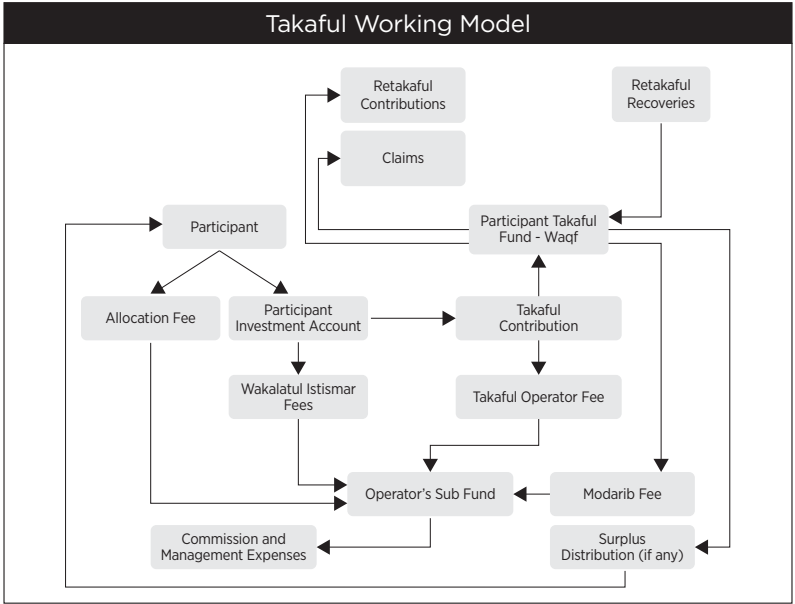 Takaful Working Model
Retakaful
Contributions
Retakaful
Recoveries
Claims
Participant
Participant Takaful
Fund - Waqf
Allocation Fee
Participant
Investment Account
Takaful
Contribution
Wakalatul Istismar
Fees
Takaful Operator Fee
Operator's Sub Fund
Modarib Fee
Commission and
Management Expenses
Surplus
Distribution (if any)